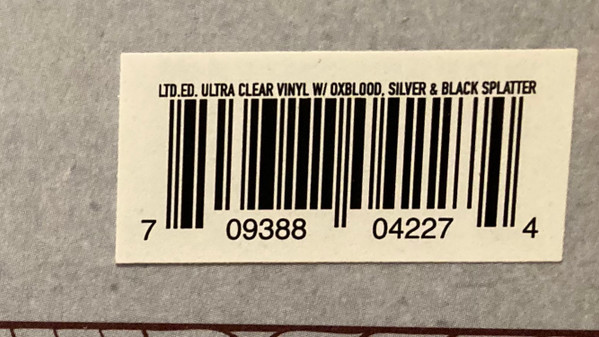 LTD.ED. ULTRA CLEAR VINYL W/ OXBLOOD, SILVER & BLACK SPLATTER
7 09388 04227 4